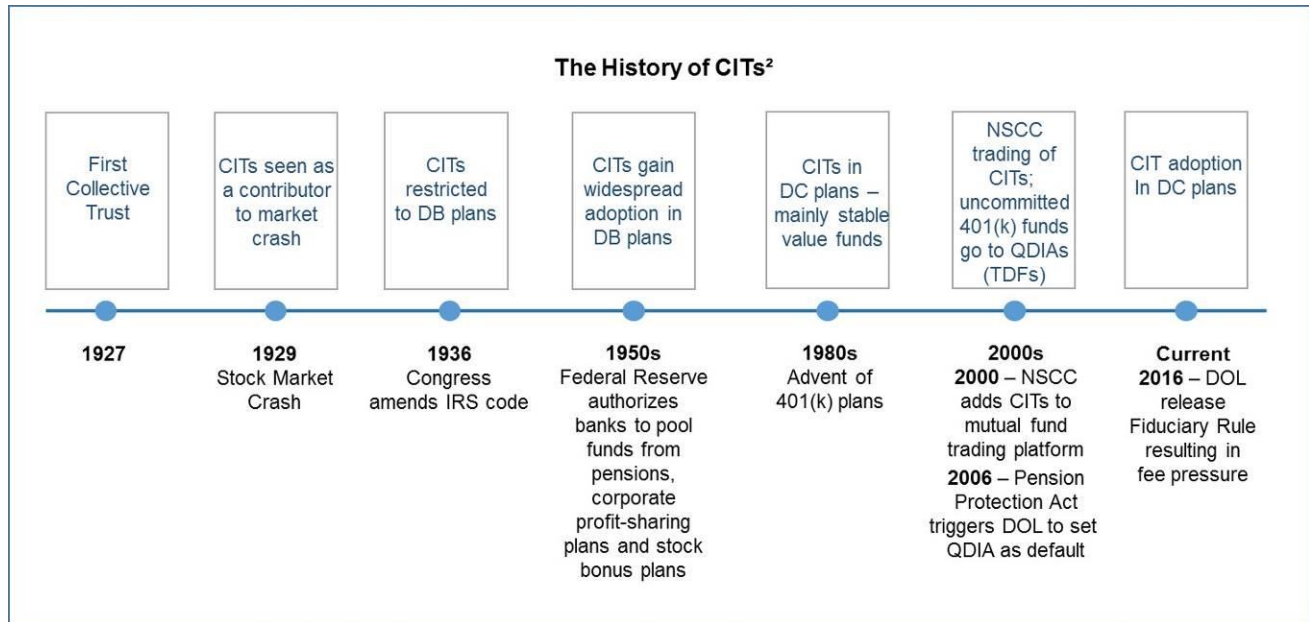 The History of CITs²
First
Collective
Trust
CITs seen as
a contributor
to market
crash
CITs
restricted
to DB plans
CITs gain
widespread
adoption in
DB plans
CITs in
DC plans –
mainly stable
value funds
NSCC
trading of
CITs;
uncommitted
401(k) funds
go to QDIAs
(TDFs)
CIT adoption
In DC plans
1927
1929
Stock Market
Crash
1936
Congress
amends IRS code
1950s
Federal Reserve
authorizes
banks to pool
funds from
pensions,
corporate
profit-sharing
plans and stock
bonus plans
1980s
Advent of
401(k) plans
2000s
2000 – NSCC
adds CITs to
mutual fund
trading platform
2006 – Pension
Protection Act
triggers DOL to set
QDIA as default
Current
2016 – DOL
release
Fiduciary Rule
resulting in
fee pressure